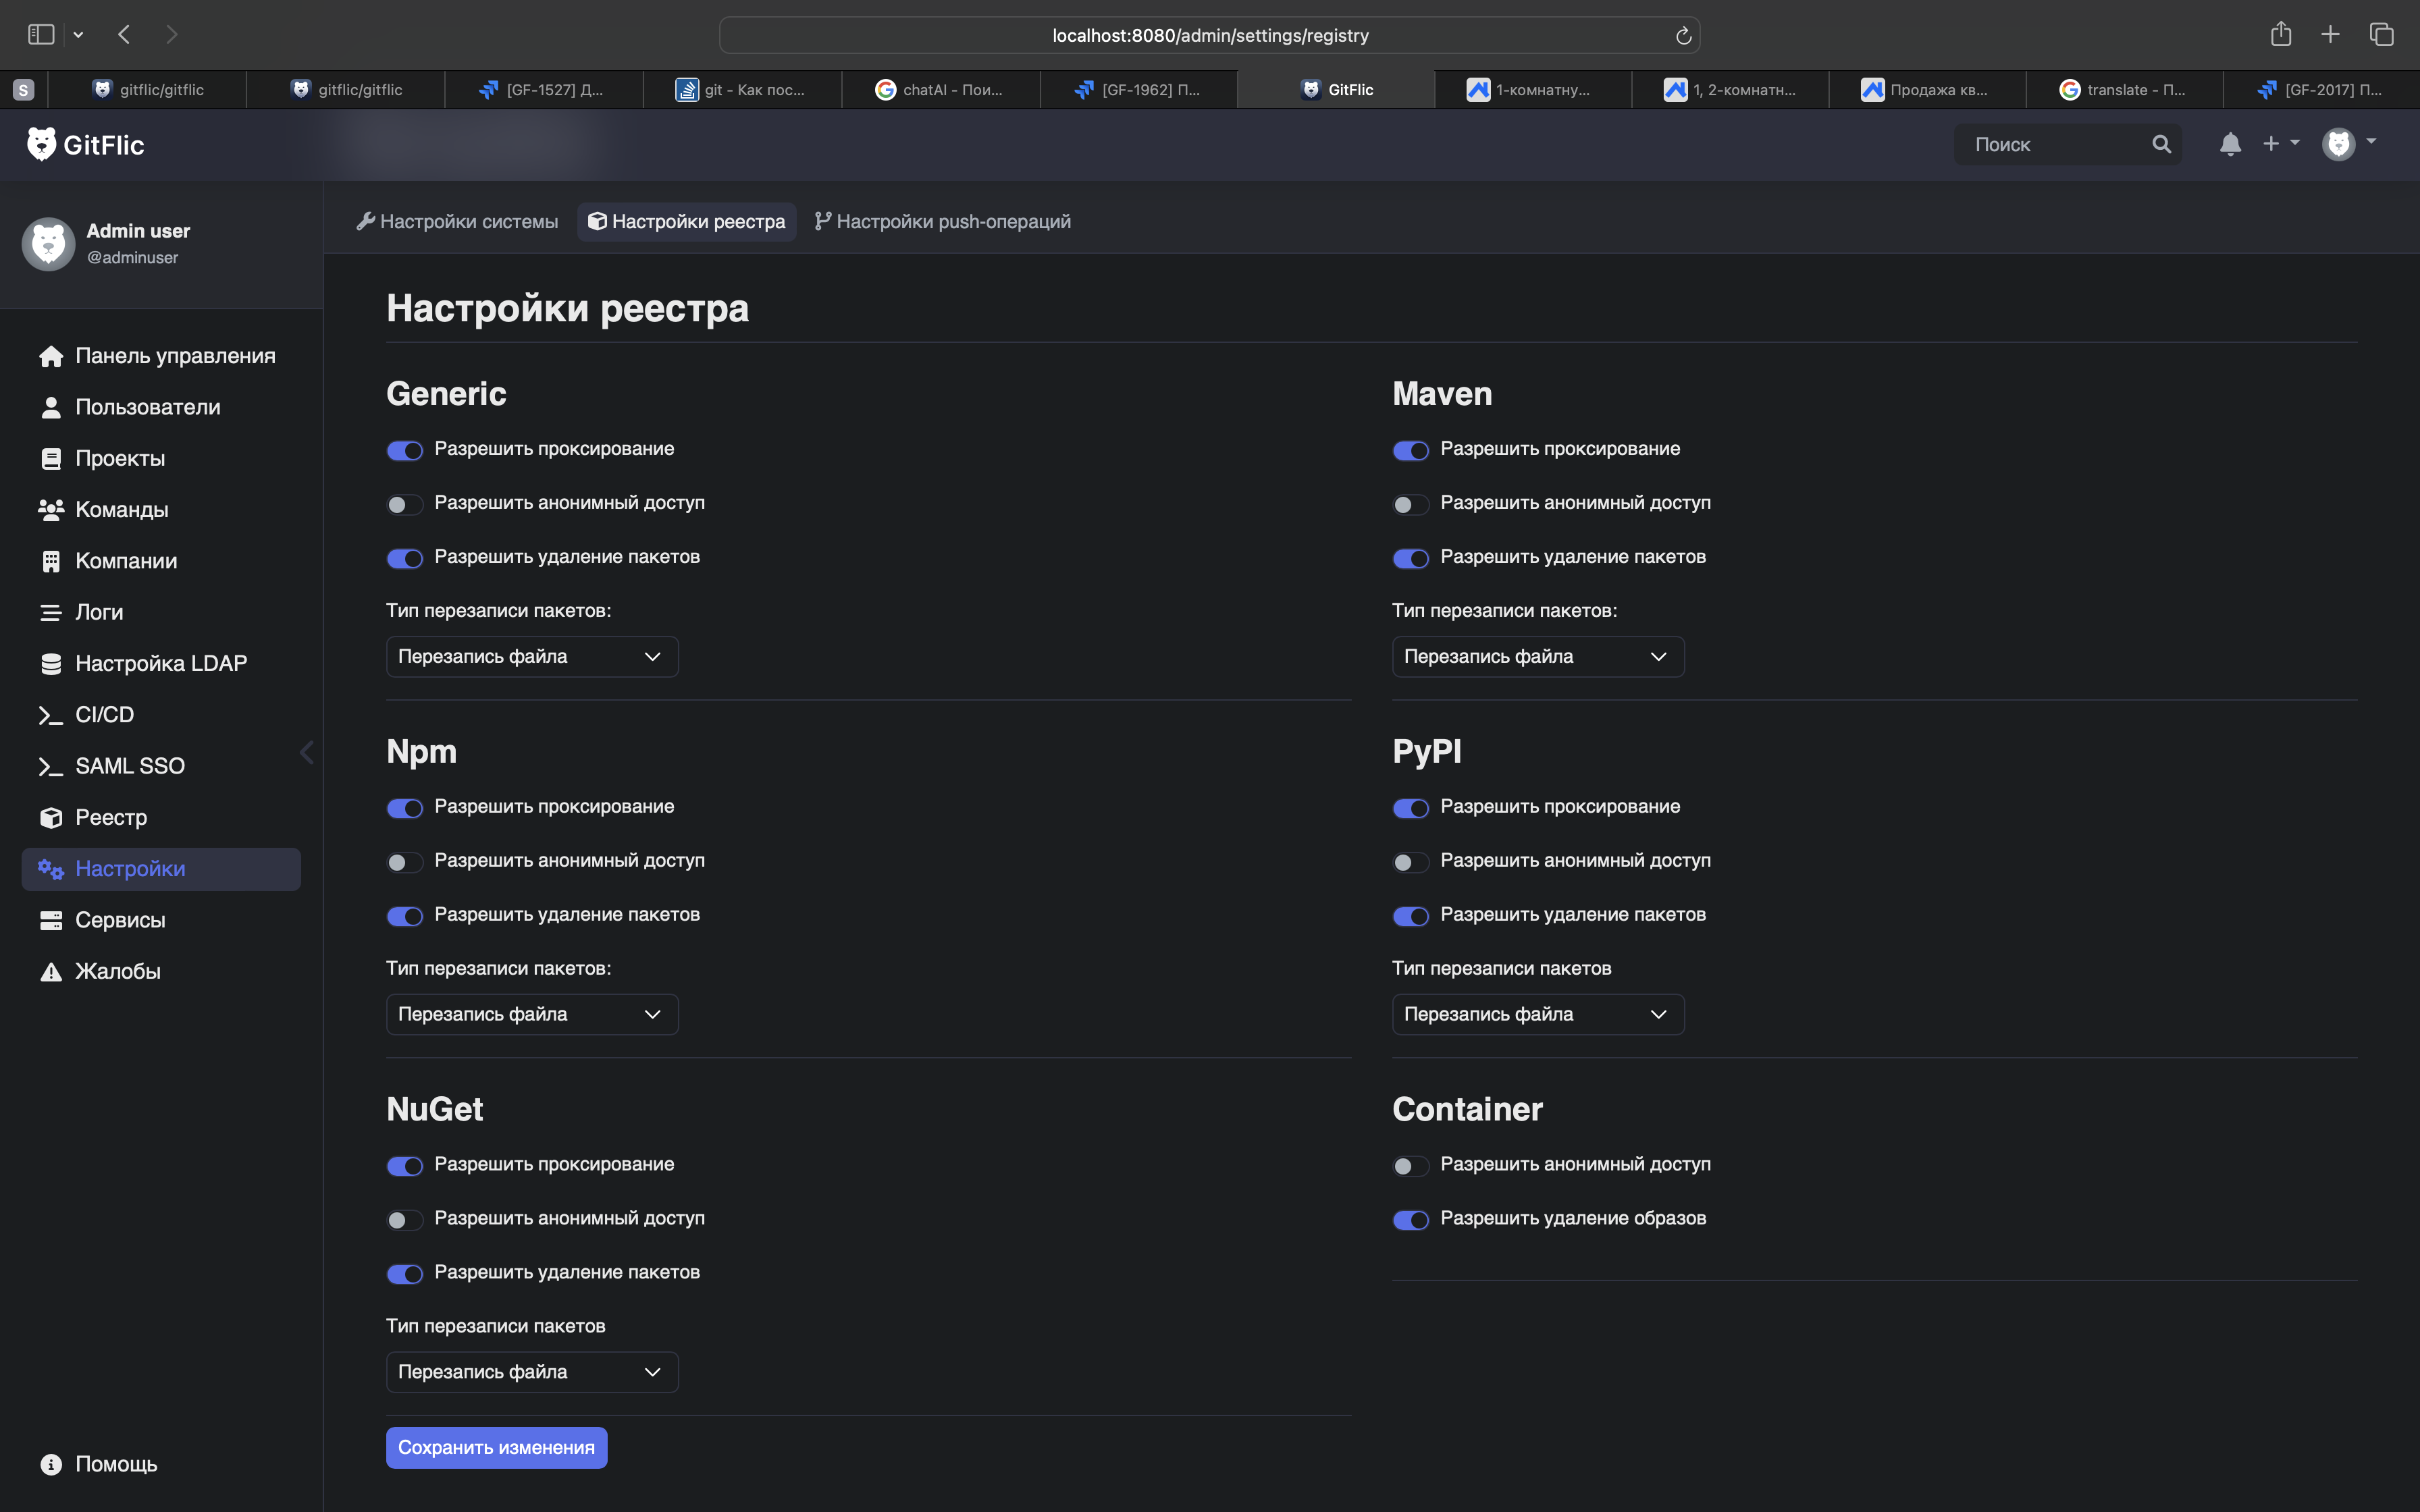 localhost:8080/admin/settings/registry
S
gitflic/gitflic
gitflic/gitflic
[GF-1527] Д...
git - Как пос...
chatAI - Пои...
[GF-1962] П...
GitFlic
1-комнатну...
1, 2-комнатн...
Продажа кв...
translate - П...
[GF-2017] П...
GitFlic
Поиск
Admin user
@adminuser
Панель управления
Пользователи
Проекты
Команды
Компании
Логи
Настройка LDAP
CI/CD
SAML SSO
Реестр
Настройки
Сервисы
Жалобы
Помощь
Настройки системы
Настройки реестра
Настройки push-операций
Настройки реестра
Generic
Разрешить проксирование
Разрешить анонимный доступ
Разрешить удаление пакетов
Тип перезаписи пакетов:
Перезапись файла
Maven
Разрешить проксирование
Разрешить анонимный доступ
Разрешить удаление пакетов
Тип перезаписи пакетов:
Перезапись файла
Npm
Разрешить проксирование
Разрешить анонимный доступ
Разрешить удаление пакетов
Тип перезаписи пакетов:
Перезапись файла
PyPI
Разрешить проксирование
Разрешить анонимный доступ
Разрешить удаление пакетов
Тип перезаписи пакетов
Перезапись файла
NuGet
Разрешить проксирование
Разрешить анонимный доступ
Разрешить удаление пакетов
Тип перезаписи пакетов
Перезапись файла
Container
Разрешить анонимный доступ
Разрешить удаление образов
Сохранить изменения